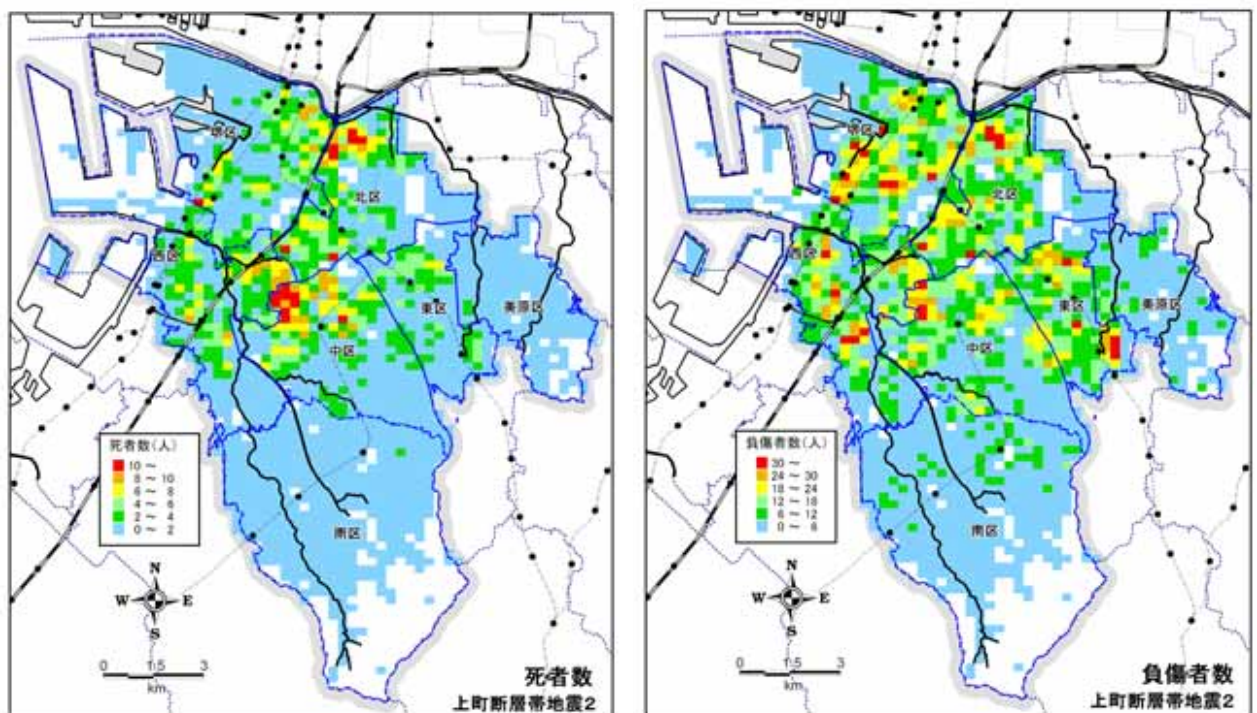 堺区
北区
西区
東区
美原区
中区
南区
死者数(人)
10 ～
8 ～ 10
6 ～ 8
4 ～ 6
2 ～ 4
0 ～ 2
N
W E
S
0 1.5 3
km
死者数
上町断層帯地震2
堺区
北区
西区
東区
美原区
中区
南区
負傷者数(人)
30 ～
24 ～ 30
18 ～ 24
12 ～ 18
6 ～ 12
0 ～ 6
N
W E
S
0 1.5 3
km
負傷者数
上町断層帯地震2